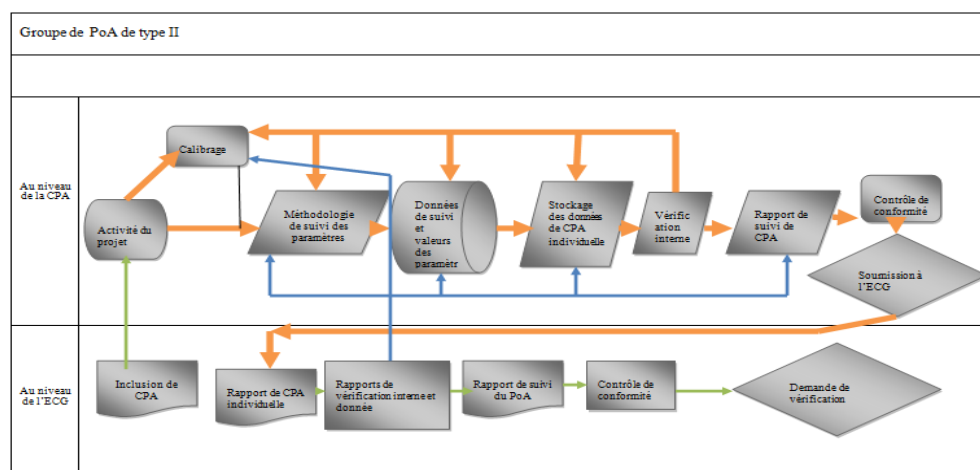 Groupe de PoA de type II
Au niveau
de la CPA
Calibrage
Activité du
projet
Méthodologie
de suivi des
paramètres
Données
de suivi et
valeurs
des
paramètr
Stockage
des données
de CPA
individuelle
Vérific
ation
interne
Rapport de
suivi de
CPA
Contrôle de
conformité
Soumission à
l'ECG
Au niveau
de l'ECG
Inclusion de
CPA
Rapport de CPA
individuelle
Rapports de
vérification interne et
donnée
Rapport de suivi
du PoA
Contrôle de
conformité
Demande de
vérification